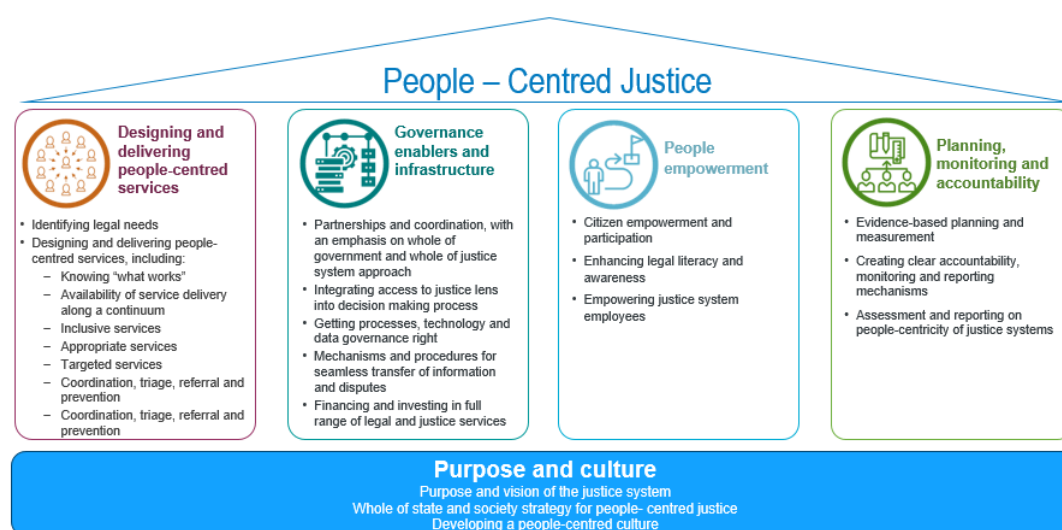 People – Centred Justice
Designing and
delivering
people-centred
services
• Identifying legal needs
• Designing and delivering people-
centred services, including:
– Knowing “what works”
– Availability of service delivery
along a continuum
– Inclusive services
– Appropriate services
– Targeted services
– Coordination, triage, referral and
prevention
– Coordination, triage, referral and
prevention
Governance
enablers and
infrastructure
• Partnerships and coordination, with
an emphasis on whole of
government and whole of justice
system approach
• Integrating access to justice lens
into decision making process
• Getting processes, technology and
data governance right
• Mechanisms and procedures for
seamless transfer of information
and disputes
• Financing and investing in full
range of legal and justice services
People
empowerment
• Citizen empowerment and
participation
• Enhancing legal literacy and
awareness
• Empowering justice system
employees
Planning,
monitoring and
accountability
• Evidence-based planning and
measurement
• Creating clear accountability,
monitoring and reporting
mechanisms
• Assessment and reporting on
people-centricity of justice systems
Purpose and culture
Purpose and vision of the justice system
Whole of state and society strategy for people- centred justice
Developing a people-centred culture